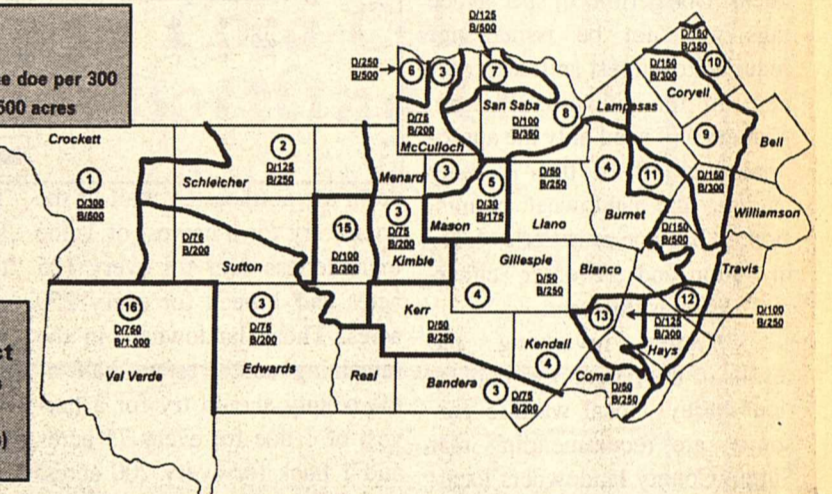 e doe per 300
500 acres
ct
)
Crockett
1
D/300
B/500
2
D/125
B/250
Schleicher
D/75
B/200
Sutton
16
D/750
B/1,000
Val Verde
3
D/75
B/200
Edwards
Real
15
D/100
B/300
Menard
3
D/75
B/200
Kimble
D/250
B/500
6
3
D/75
B/200
McCulloch
3
D/125
B/500
7
San Saba
D/100
B/350
8
5
D/30
B/175
Mason
D/50
B/250
Llano
Gillespie
D/50
B/250
4
Kerr
D/50
B/250
Kendall
4
Bandera
3
D/75
B/200
Lampasas
4
11
Burnet
D/150
B/500
Blanco
13
D/100
B/250
12
D/125
B/300
Hays
Comal
D/50
B/250
D/150
B/350
10
D/150
B/300
Coryell
9
D/150
B/300
Bell
Williamson
Travis